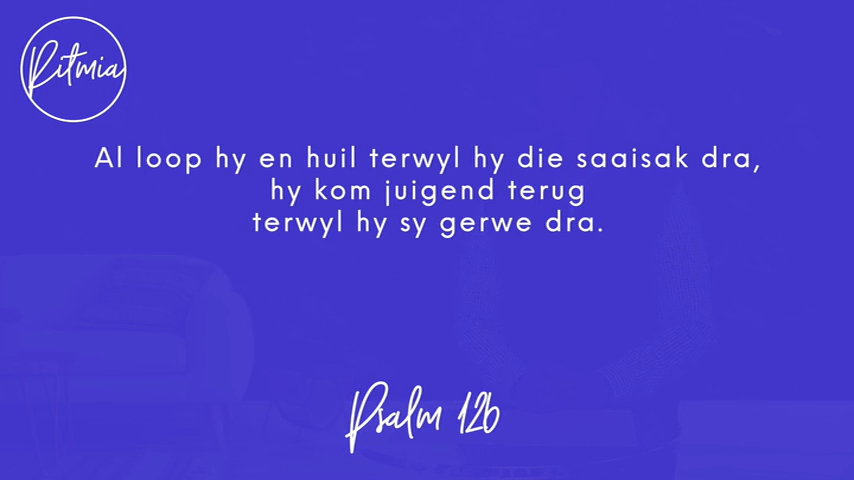 Ritmia
Al loop hy en huil terwyl hy die saaisak dra,
hy kom juigend terug
terwyl hy sy gerwe dra.
Psalm 126